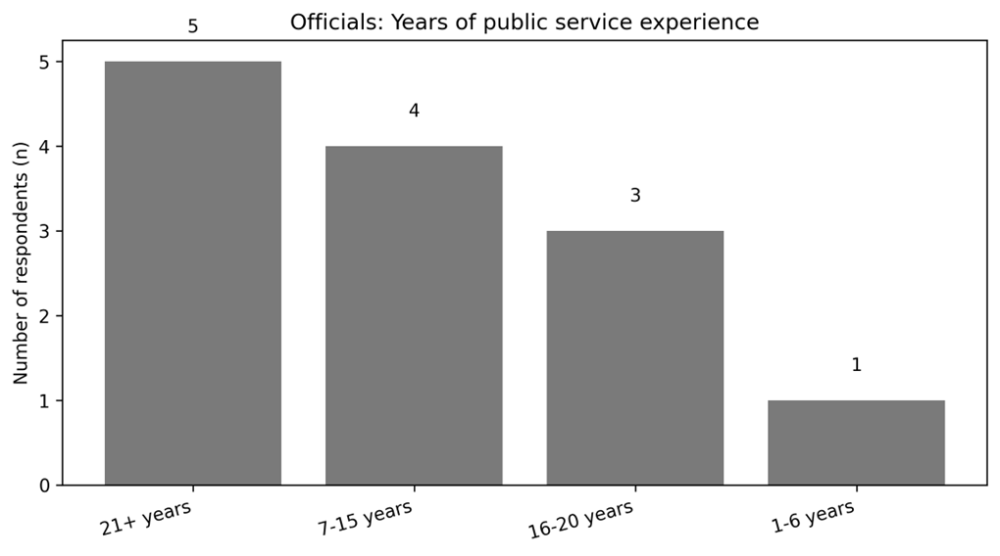 Officials: Years of public service experience
Number of respondents (n)
5
4
3
2
1
0
5
4
3
1
21+ years
7-15 years
16-20 years
1-6 years